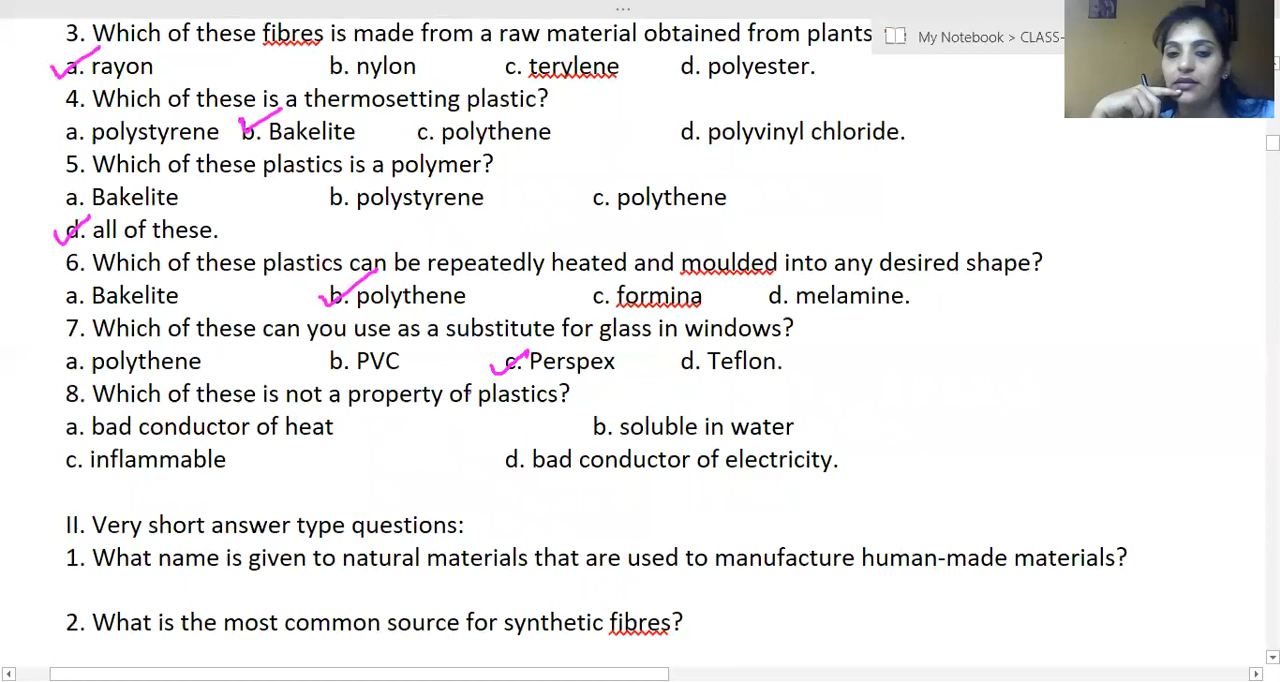 3. Which of these fibres is made from a raw material obtained from plants
My Notebook > CLASS-
a. rayon b. nylon c. terylene d. polyester.
4. Which of these is a thermosetting plastic?
a. polystyrene b. Bakelite c. polythene d. polyvinyl chloride.
5. Which of these plastics is a polymer?
a. Bakelite b. polystyrene c. polythene
d. all of these.
6. Which of these plastics can be repeatedly heated and moulded into any desired shape?
a. Bakelite b. polythene c. formina d. melamine.
7. Which of these can you use as a substitute for glass in windows?
a. polythene b. PVC c. Perspex d. Teflon.
8. Which of these is not a property of plastics?
a. bad conductor of heat b. soluble in water
c. inflammable d. bad conductor of electricity.
II. Very short answer type questions:
1. What name is given to natural materials that are used to manufacture human-made materials?
2. What is the most common source for synthetic fibres?